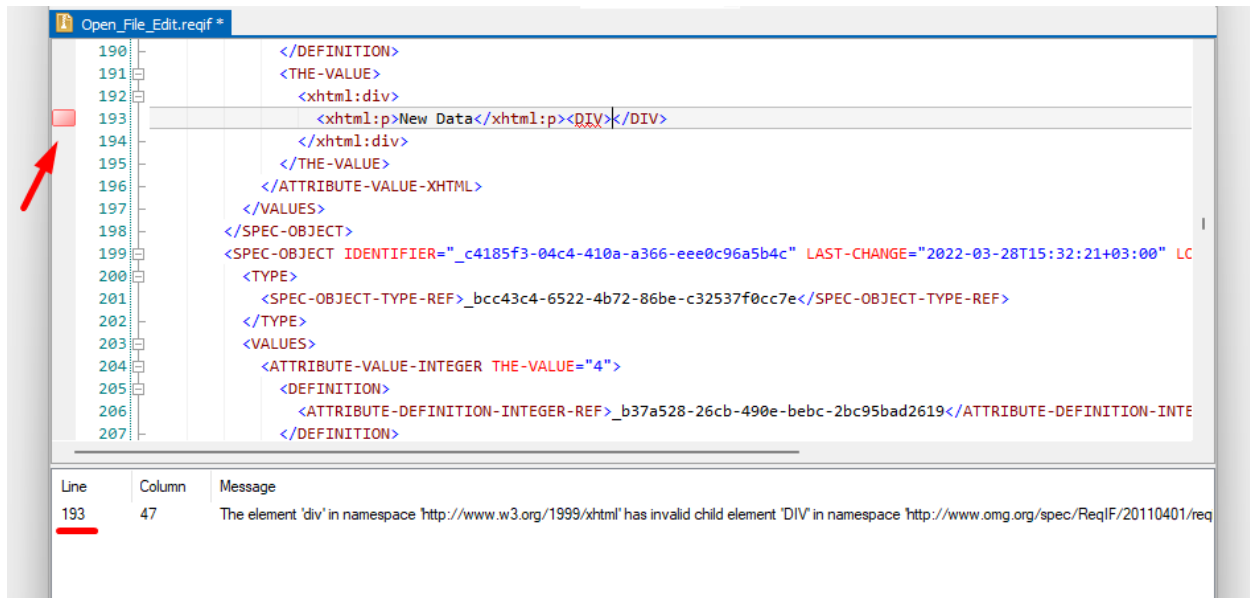 Open_File_Edit.reqif *
190 </DEFINITION>
191 <THE-VALUE>
192 <xhtml:div>
193 <xhtml:p>New Data</xhtml:p><DIV></DIV>
194 </xhtml:div>
195 </THE-VALUE>
196 </ATTRIBUTE-VALUE-XHTML>
197 </VALUES>
198 </SPEC-OBJECT>
199 <SPEC-OBJECT IDENTIFIER="_c4185f3-04c4-410a-a366-eee0c96a5b4c" LAST-CHANGE="2022-03-28T15:32:21+03:00" LC
200 <TYPE>
201 <SPEC-OBJECT-TYPE-REF>_bcc43c4-6522-4b72-86be-c32537f0cc7e</SPEC-OBJECT-TYPE-REF>
202 </TYPE>
203 <VALUES>
204 <ATTRIBUTE-VALUE-INTEGER THE-VALUE="4">
205 <DEFINITION>
206 <ATTRIBUTE-DEFINITION-INTEGER-REF>_b37a528-26cb-490e-bebc-2bc95bad2619</ATTRIBUTE-DEFINITION-INTE
207 </DEFINITION>
Line Column Message
193 47 The element 'div' in namespace 'http://www.w3.org/1999/xhtml' has invalid child element 'DIV' in namespace 'http://www.omg.org/spec/ReqIF/20110401/req